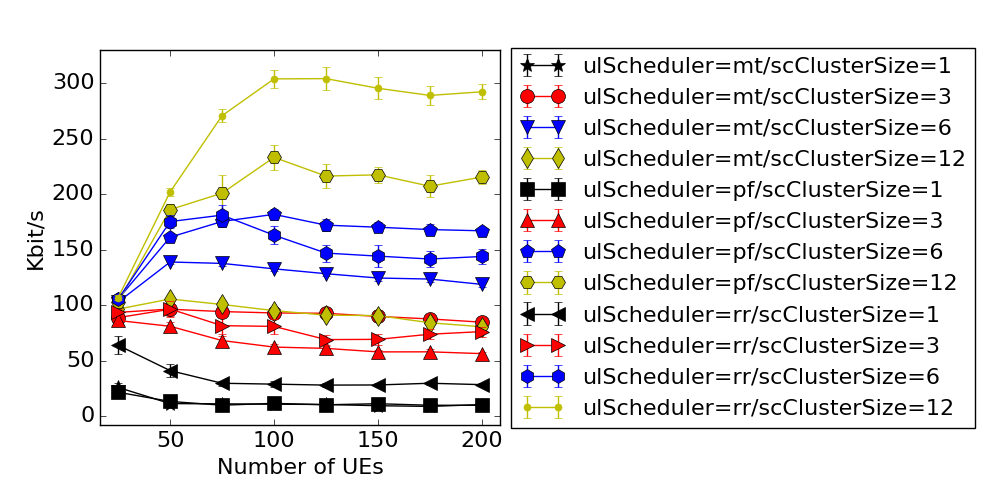 300
250
200
150
100
50
0
Kbit/s
50 100 150 200
Number of UEs
ulScheduler=mt/scClusterSize=1
ulScheduler=mt/scClusterSize=3
ulScheduler=mt/scClusterSize=6
ulScheduler=mt/scClusterSize=12
ulScheduler=pf/scClusterSize=1
ulScheduler=pf/scClusterSize=3
ulScheduler=pf/scClusterSize=6
ulScheduler=pf/scClusterSize=12
ulScheduler=rr/scClusterSize=1
ulScheduler=rr/scClusterSize=3
ulScheduler=rr/scClusterSize=6
ulScheduler=rr/scClusterSize=12